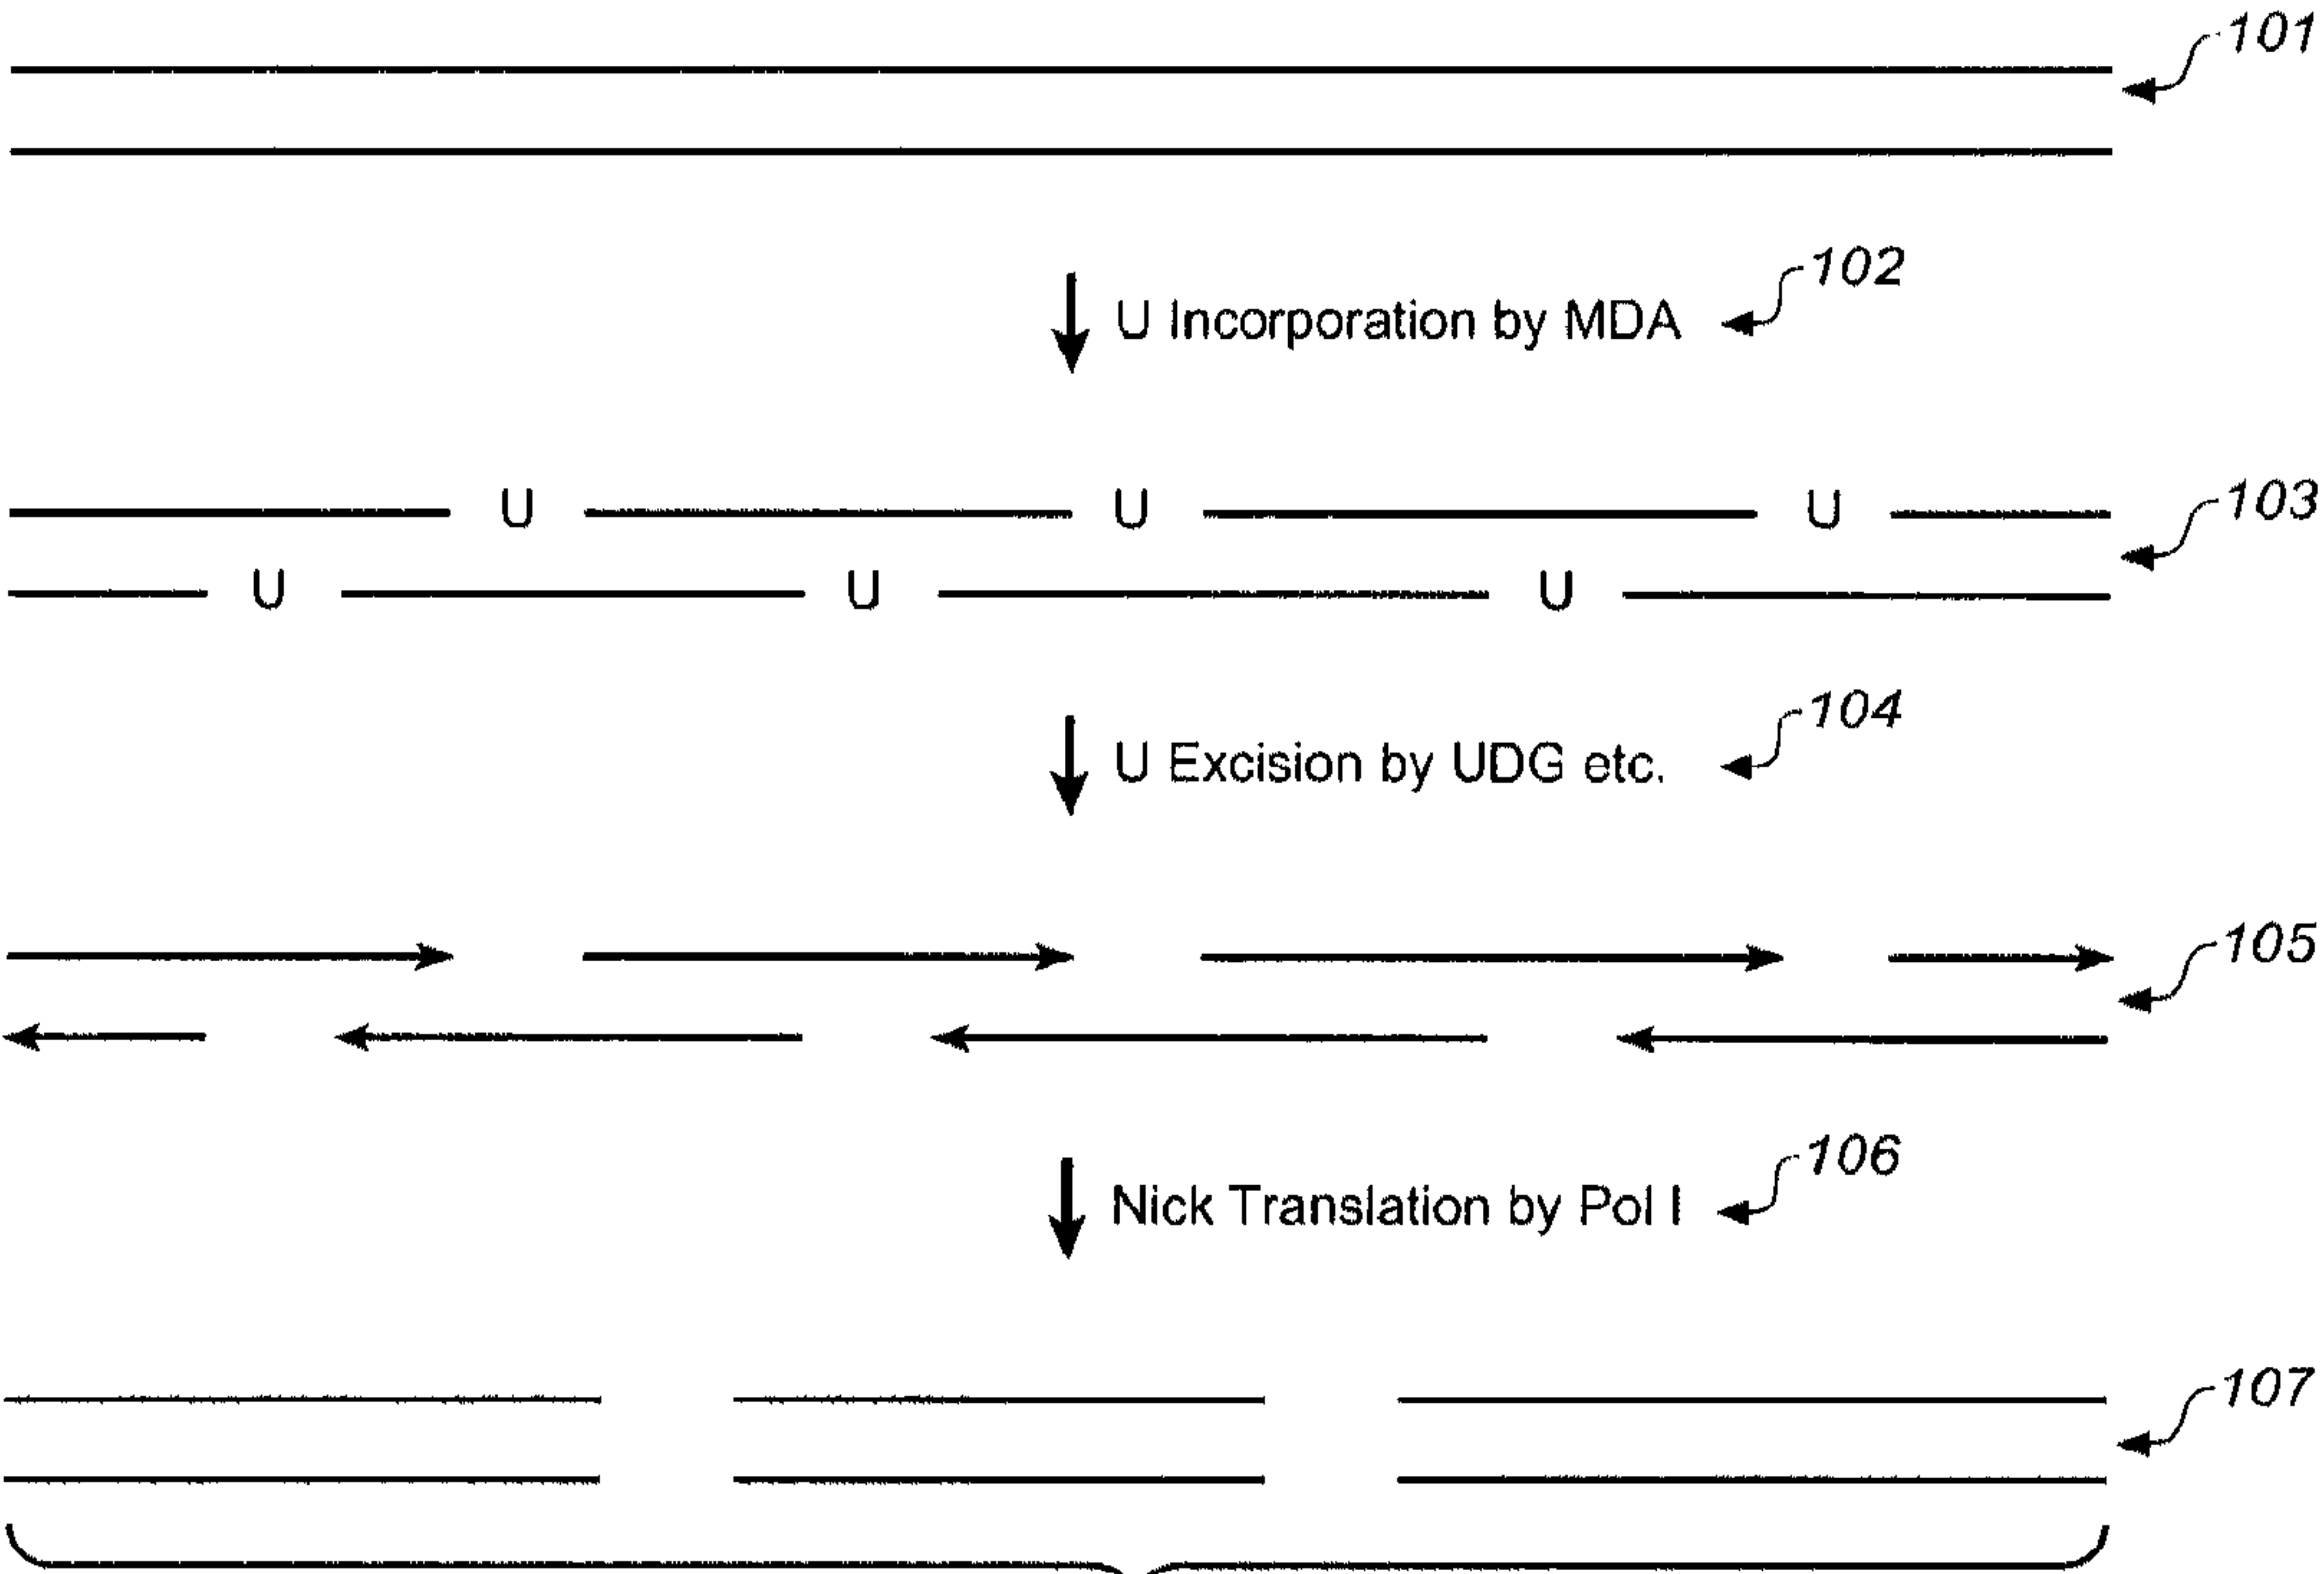 101
102
U Incorporation by MDA
U U U
103
U U U
104
U Excision by UDG etc.
105
106
Nick Translation by Pol I
107